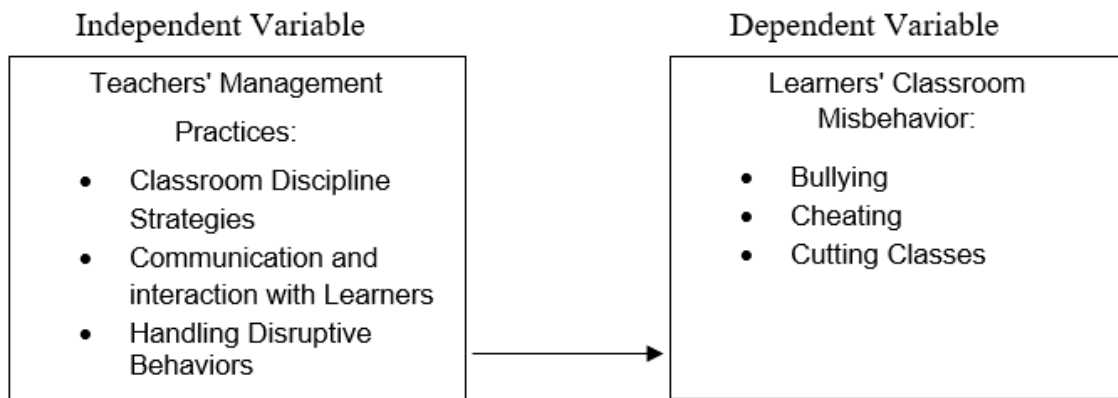 Independent Variable
Teachers' Management
Practices:
• Classroom Discipline
Strategies
• Communication and
interaction with Learners
• Handling Disruptive
Behaviors
Dependent Variable
Learners' Classroom
Misbehavior:
• Bullying
• Cheating
• Cutting Classes